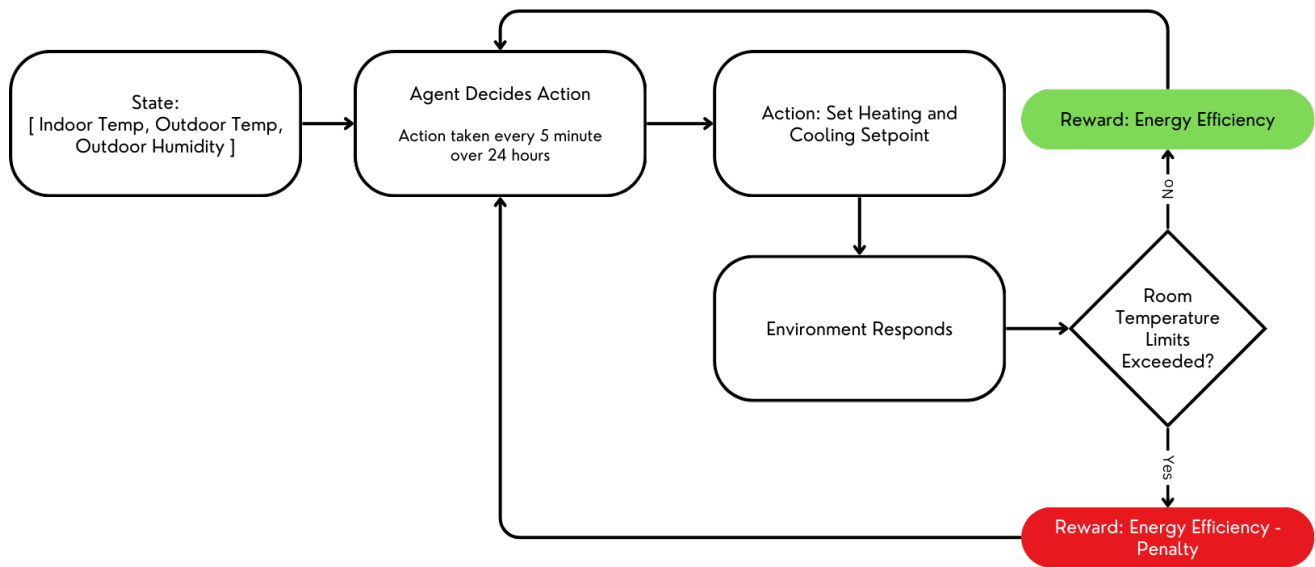 State:
[ Indoor Temp, Outdoor Temp,
Outdoor Humidity ]
Agent Decides Action
Action taken every 5 minute
over 24 hours
Action: Set Heating and
Cooling Setpoint
Reward: Energy Efficiency
No
Environment Responds
Room
Temperature
Limits
Exceeded?
Yes
Reward: Energy Efficiency -
Penalty